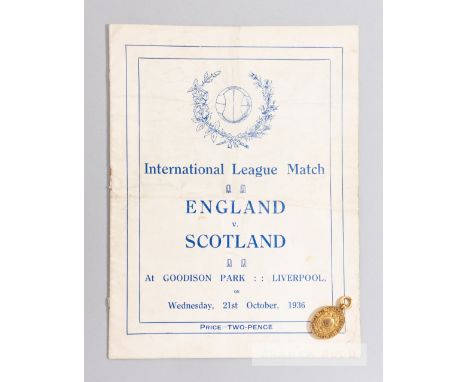 International League Match
ENGLAND
v.
SCOTLAND
At GOODISON PARK :: LIVERPOOL,
on
Wednesday, 21st October, 1936
PRICE TWO-PENCE